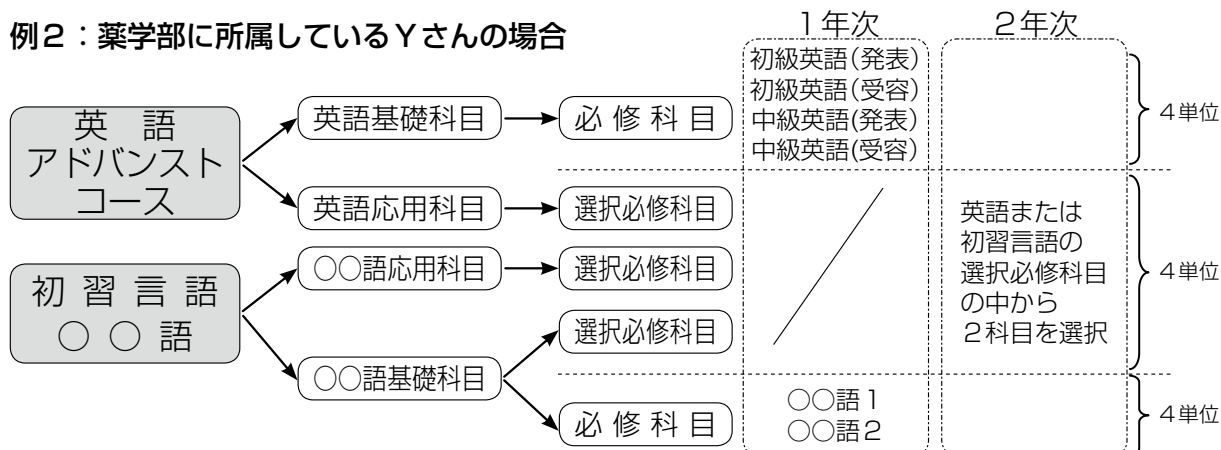 例2：薬学部に所属しているYさんの場合
1年次
2年次
英 語
アドバンスト
コース
英語基礎科目
必 修 科 目
初級英語(発表)
初級英語(受容)
中級英語(発表)
中級英語(受容)
4単位
英語応用科目
選択必修科目
初 習 言 語
○ ○ 語
○○語応用科目
選択必修科目
英語または
初習言語の
選択必修科目
の中から
2科目を選択
4単位
選択必修科目
○○語基礎科目
必 修 科 目
○○語1
○○語2
4単位